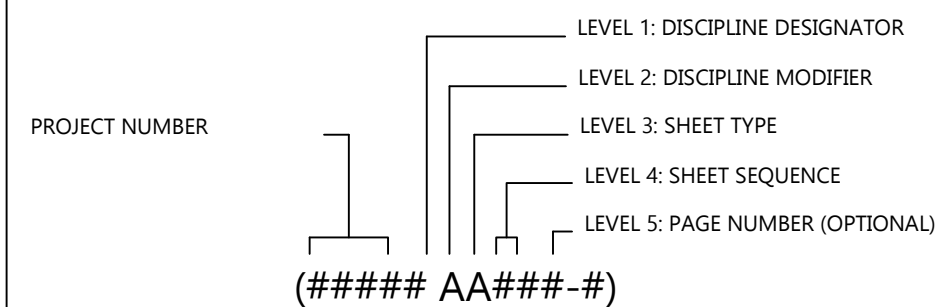 LEVEL 1: DISCIPLINE DESIGNATOR
LEVEL 2: DISCIPLINE MODIFIER
PROJECT NUMBER
LEVEL 3: SHEET TYPE
LEVEL 4: SHEET SEQUENCE
LEVEL 5: PAGE NUMBER (OPTIONAL)
(##### AA###-#)